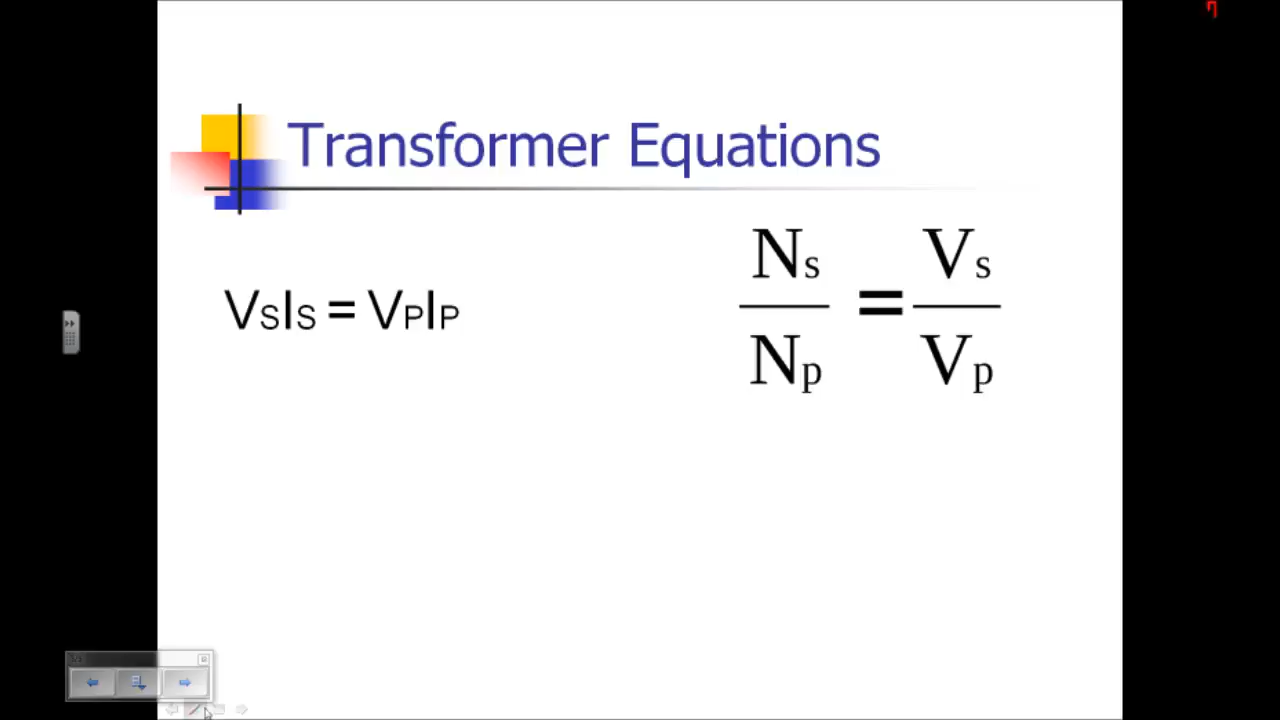 Transformer Equations
VSIS = VPIP
Ns/Np = Vs/Vp